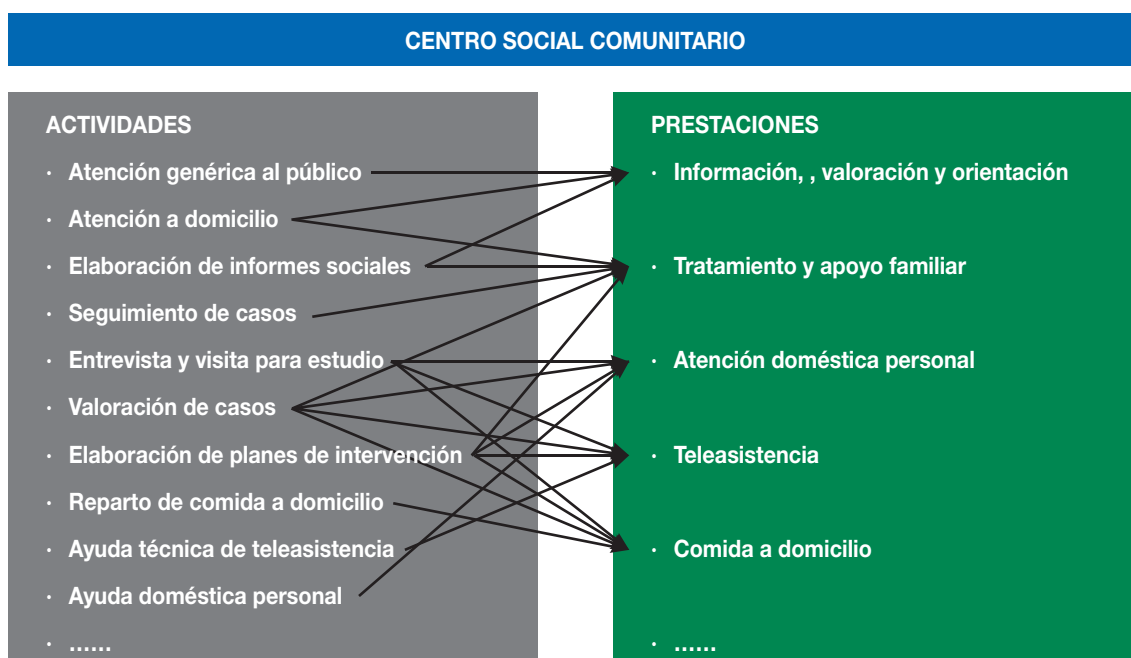 CENTRO SOCIAL COMUNITARIO
ACTIVIDADES
· Atención genérica al público
· Atención a domicilio
· Elaboración de informes sociales
· Seguimiento de casos
· Entrevista y visita para estudio
· Valoración de casos
· Elaboración de planes de intervención
· Reparto de comida a domicilio
· Ayuda técnica de teleasistencia
· Ayuda doméstica personal
· ......
PRESTACIONES
· Información, , valoración y orientación
· Tratamiento y apoyo familiar
· Atención doméstica personal
· Teleasistencia
· Comida a domicilio
· ......